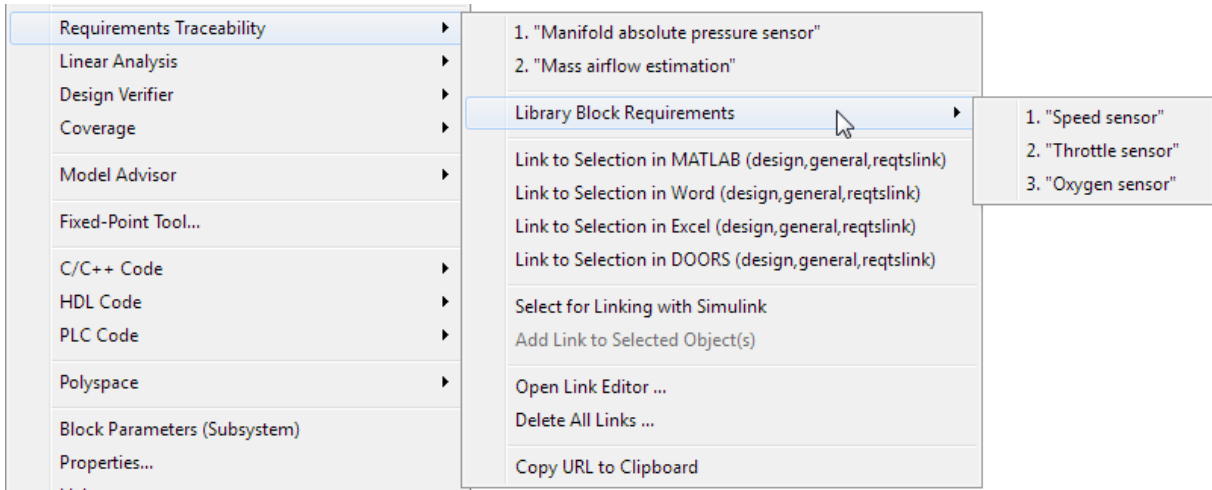 Requirements Traceability
Linear Analysis
Design Verifier
Coverage
Model Advisor
Fixed-Point Tool...
C/C++ Code
HDL Code
PLC Code
Polyspace
Block Parameters (Subsystem)
Properties...
1. "Manifold absolute pressure sensor"
2. "Mass airflow estimation"
Library Block Requirements
Link to Selection in MATLAB (design,general,reqtslink)
Link to Selection in Word (design,general,reqtslink)
Link to Selection in Excel (design,general,reqtslink)
Link to Selection in DOORS (design,general,reqtslink)
Select for Linking with Simulink
Add Link to Selected Object(s)
Open Link Editor ...
Delete All Links ...
Copy URL to Clipboard
1. "Speed sensor"
2. "Throttle sensor"
3. "Oxygen sensor"